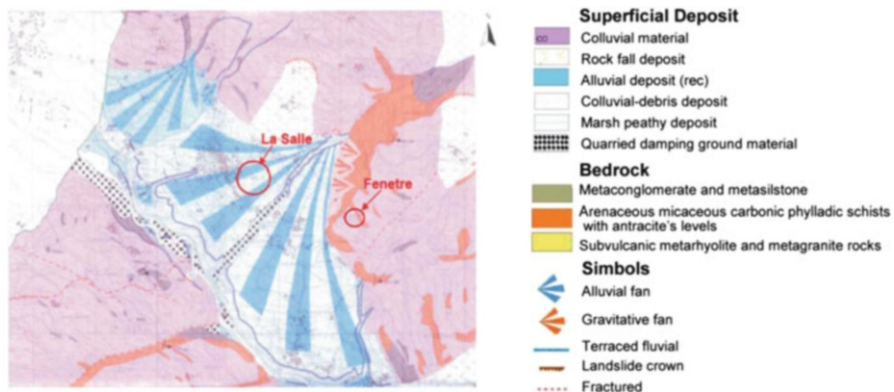 La Salle
Fenetre
Superficial Deposit
Colluvial material
Rock fall deposit
Alluvial deposit (rec)
Colluvial-debris deposit
Marsh peathy deposit
Quarried damping ground material
Bedrock
Metaconglomerate and metasilstone
Arenaceous micaceous carbonic phylladic schists
with antracite's levels
Subvulcanic metarhyolite and metagranite rocks
Simbols
Alluvial fan
Gravitative fan
Terraced fluvial
Landslide crown
Fractured